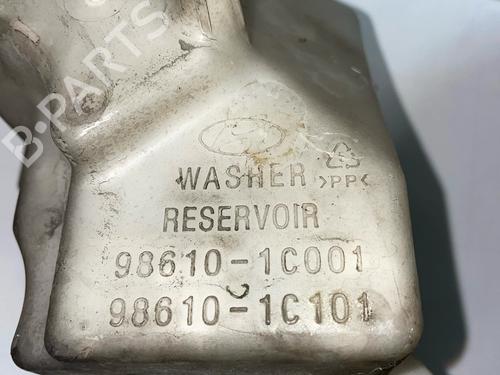 B-PARTS
WASHER >PP<
RESERVOIR
98610-1C001
98610-1C101